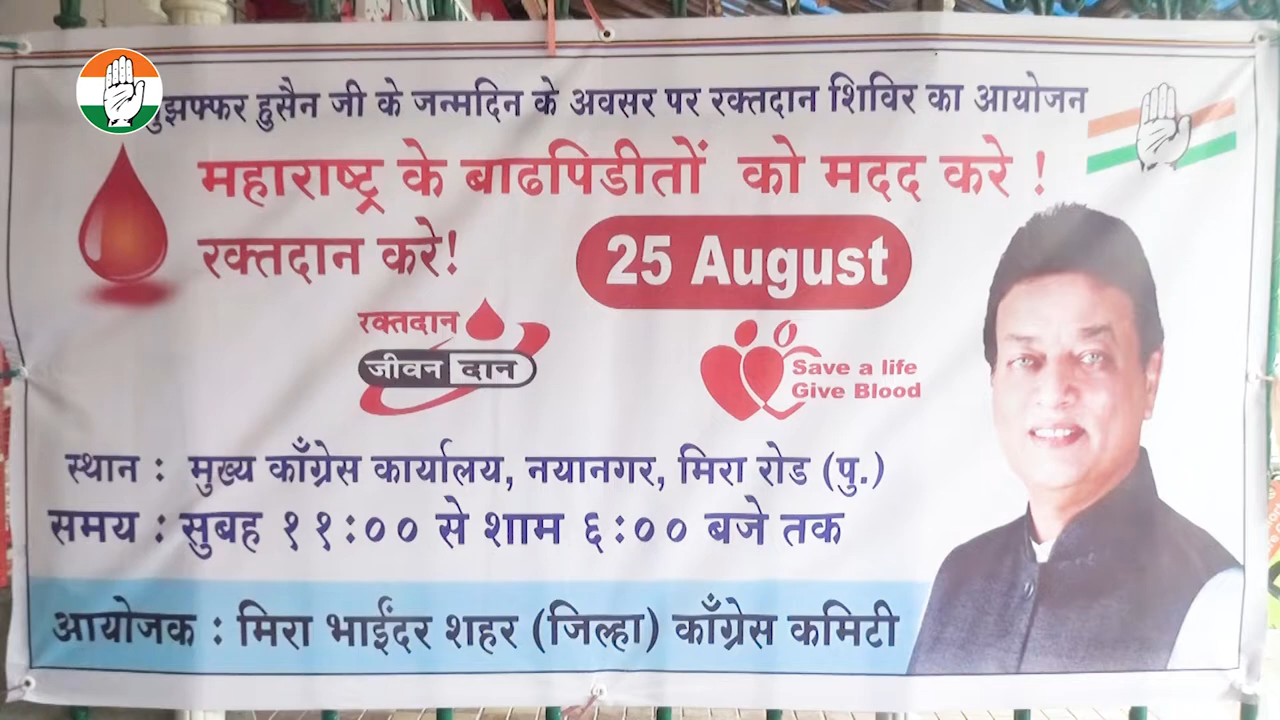 हुसैन जी के जन्मदिन के अवसर पर रक्तदान शिविर का आयोजन
महाराष्ट्र के बाढपिडीतों को मदद करे !
रक्तदान करे!
25 August
रक्तदान
जीवन दान
Save a life
Give Blood
स्थान : मुख्य काँग्रेस कार्यालय, नयानगर, मिरा रोड (पु.)
समय : सुबह ११:०० से शाम ६:०० बजे तक
आयोजक : मिरा भाईंदर शहर (जिल्हा) काँग्रेस कमिटी